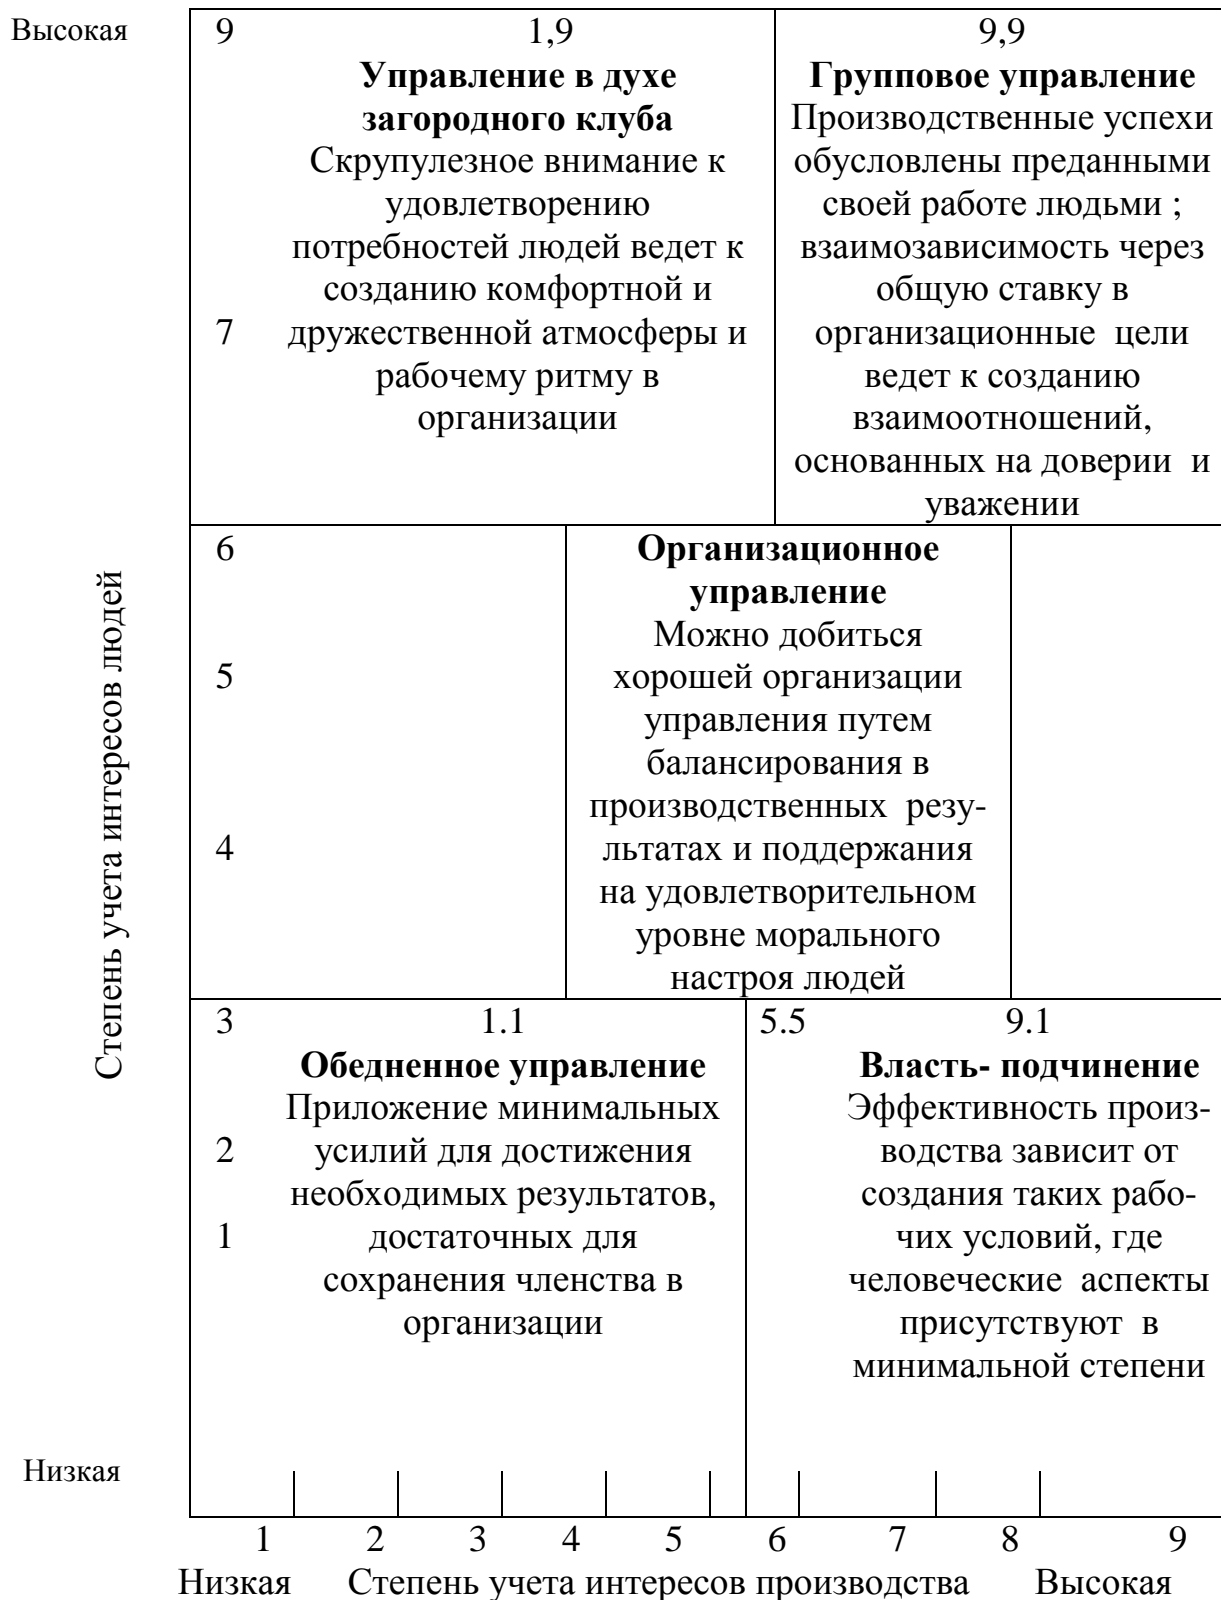 Высокая
9
1,9
Управление в духе
загородного клуба
Скрупулезное внимание к
удовлетворению
потребностей людей ведет к
созданию комфортной и
7
дружественной атмосферы и
рабочему ритму в
организации
9,9
Групповое управление
Производственные успехи
обусловлены преданными
своей работе людьми ;
взаимозависимость через
общую ставку в
организационные цели
ведет к созданию
взаимоотношений,
основанных на доверии и
уважении
Степень учета интересов людей
6
5
4
Организационное
управление
Можно добиться
хорошей организации
управления путем
балансирования в
производственных резу-
льтатах и поддержания
на удовлетворительном
уровне морального
настроя людей
3
1.1
Обедненное управление
Приложение минимальных
2
усилий для достижения
необходимых результатов,
1
достаточных для
сохранения членства в
организации
5.5
9.1
Власть- подчинение
Эффективность произ-
водства зависит от
создания таких рабо-
чих условий, где
человеческие аспекты
присутствуют в
минимальной степени
Низкая
1 2 3 4 5 6 7 8 9
Низкая Степень учета интересов производства Высокая